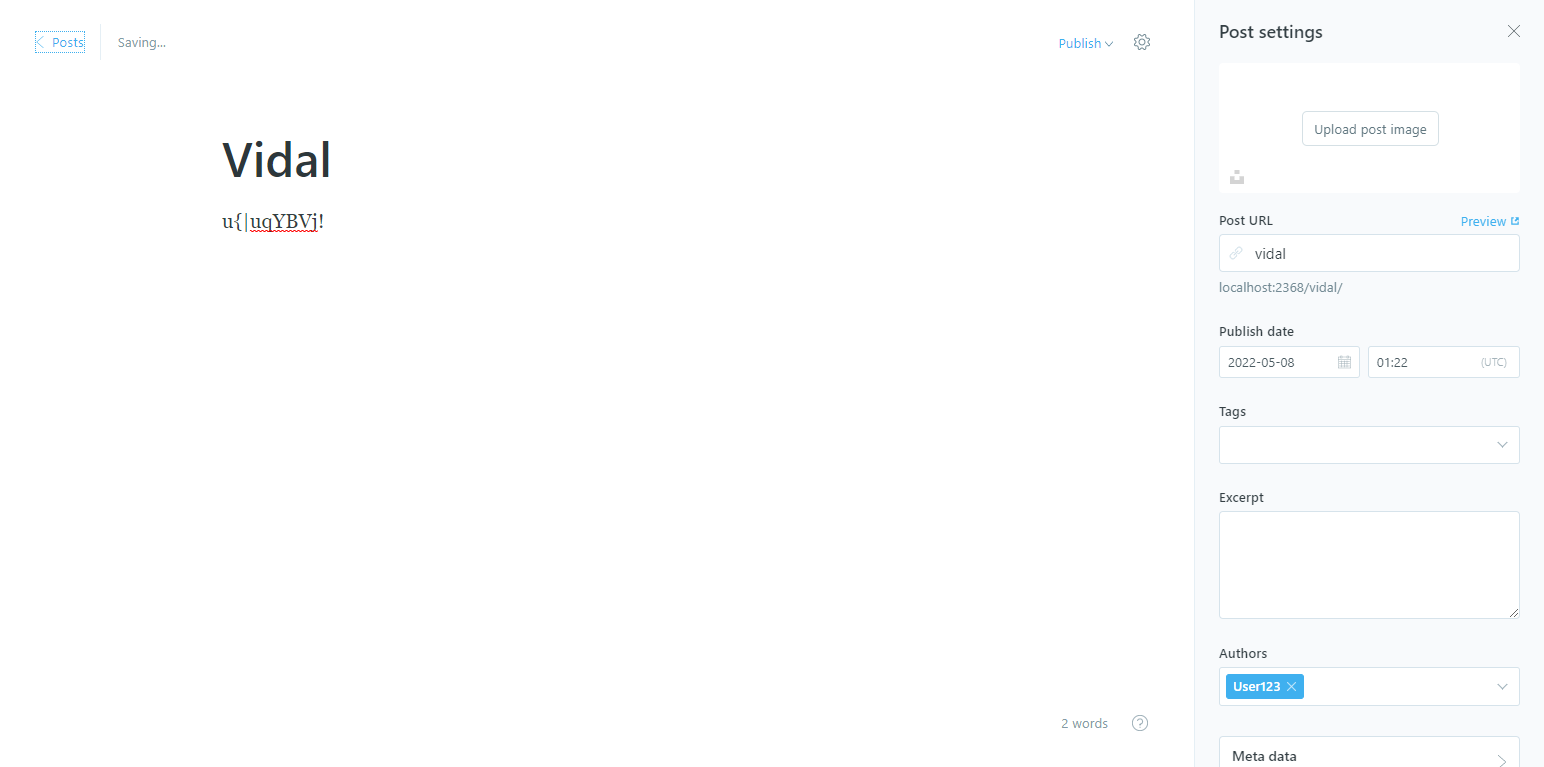 Posts
Saving...
Publish
Vidal
u{|uqYBVj!
2 words
?
Post settings
Upload post image
Post URL
Preview
vidal
localhost:2368/vidal/
Publish date
2022-05-08
01:22
(UTC)
Tags
Excerpt
Authors
User123
Meta data